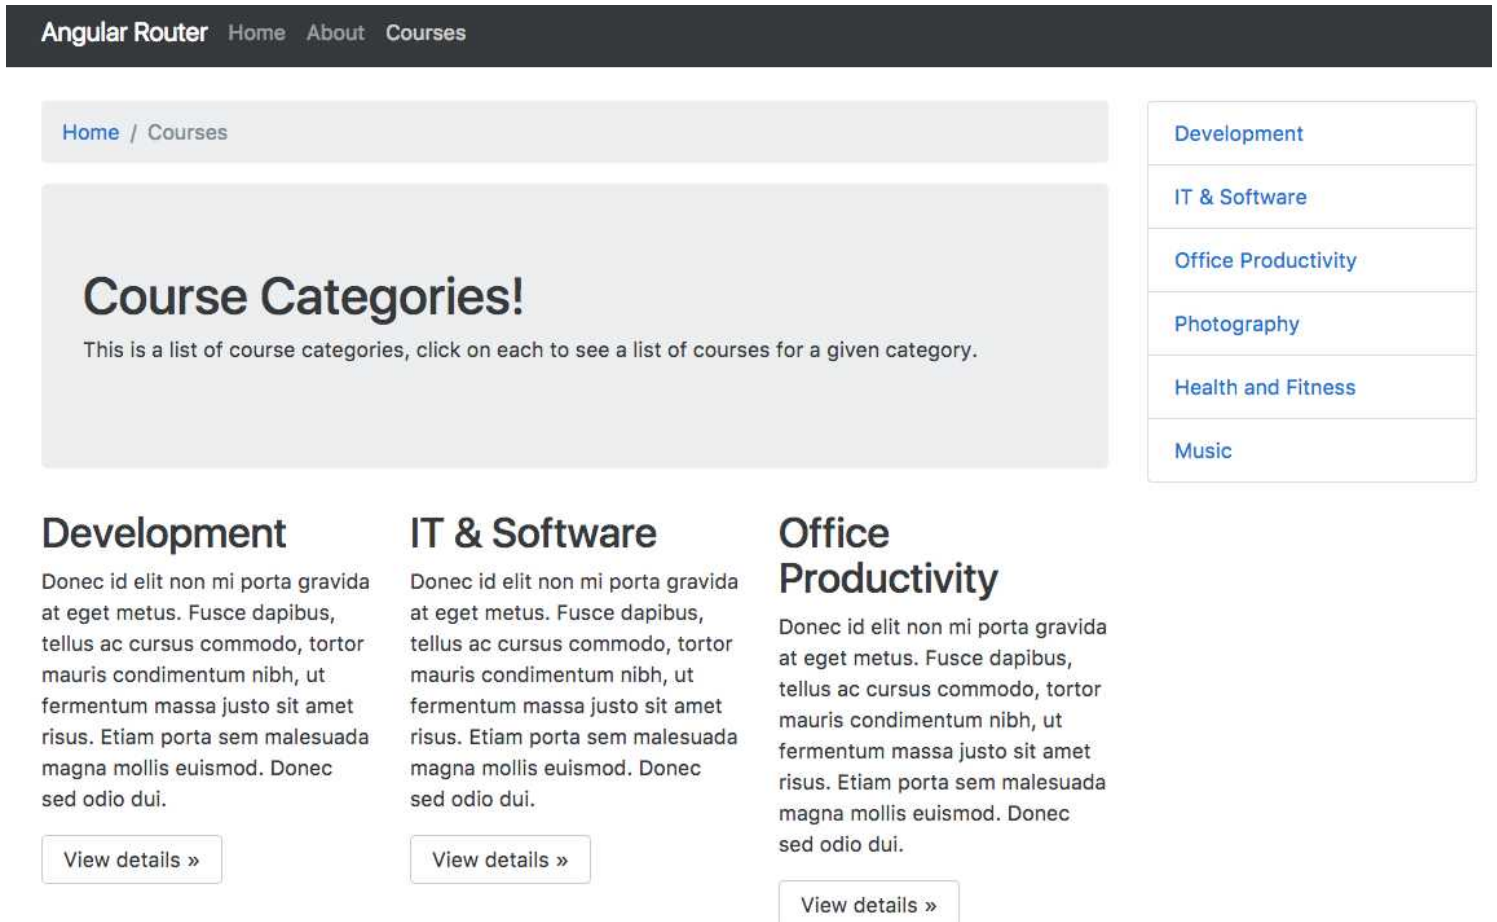 Angular Router Home About Courses
Home / Courses
Course Categories!
This is a list of course categories, click on each to see a list of courses for a given category.
Development
IT & Software
Office Productivity
Photography
Health and Fitness
Music
Development
Donec id elit non mi porta gravida
at eget metus. Fusce dapibus,
tellus ac cursus commodo, tortor
mauris condimentum nibh, ut
fermentum massa justo sit amet
risus. Etiam porta sem malesuada
magna mollis euismod. Donec
sed odio dui.
View details »
IT & Software
Donec id elit non mi porta gravida
at eget metus. Fusce dapibus,
tellus ac cursus commodo, tortor
mauris condimentum nibh, ut
fermentum massa justo sit amet
risus. Etiam porta sem malesuada
magna mollis euismod. Donec
sed odio dui.
View details »
Office
Productivity
Donec id elit non mi porta gravida
at eget metus. Fusce dapibus,
tellus ac cursus commodo, tortor
mauris condimentum nibh, ut
fermentum massa justo sit amet
risus. Etiam porta sem malesuada
magna mollis euismod. Donec
sed odio dui.
View details »